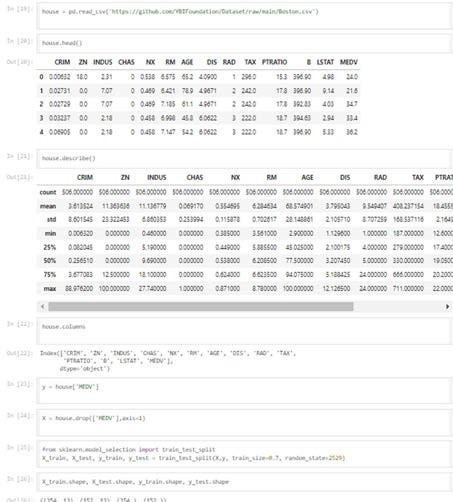 In [19]: house = pd.read_csv('https://github.com/YBIFoundation/Dataset/raw/main/Boston.csv')
In [20]: house.head()
Out[20]: CRIM ZN INDUS CHAS NX RM AGE DIS RAD TAX PTRATIO B LSTAT MEDV
0 0.00632 18.0 2.31 0 0.538 6.575 65.2 4.0900 1 296.0 15.3 396.90 4.98 24.0
1 0.02731 0.0 7.07 0 0.469 6.421 78.9 4.9671 2 242.0 17.8 396.90 9.14 21.6
2 0.02729 0.0 7.07 0 0.469 7.185 61.1 4.9671 2 242.0 17.8 392.83 4.03 34.7
3 0.03237 0.0 2.18 0 0.458 6.998 45.8 6.0622 3 222.0 18.7 394.63 2.94 33.4
4 0.06905 0.0 2.18 0 0.458 7.147 54.2 6.0622 3 222.0 18.7 396.90 5.33 36.2
In [21]: house.describe()
Out[21]: CRIM ZN INDUS CHAS NX RM AGE DIS RAD TAX PTRAT
count 506.000000 506.000000 506.000000 506.000000 506.000000 506.000000 506.000000 506.000000 506.000000 506.000000 506.0000
mean 3.613524 11.363636 11.136779 0.069170 0.554695 6.284634 68.574901 3.795043 9.549407 408.237154 18.4555
std 8.601545 23.322453 6.860353 0.253994 0.115878 0.702617 28.148861 2.105710 8.707259 168.537116 2.1649
min 0.006320 0.000000 0.460000 0.000000 0.385000 3.561000 2.900000 1.129600 1.000000 187.000000 12.6000
25% 0.082045 0.000000 5.190000 0.000000 0.449000 5.885500 45.025000 2.100175 4.000000 279.000000 17.4000
50% 0.256510 0.000000 9.690000 0.000000 0.538000 6.208500 77.500000 3.207450 5.000000 330.000000 19.0500
75% 3.677083 12.500000 18.100000 0.000000 0.624000 6.623500 94.075000 5.188425 24.000000 666.000000 20.2000
max 88.976200 100.000000 27.740000 1.000000 0.871000 8.780000 100.000000 12.126500 24.000000 711.000000 22.0000
In [22]: house.columns
Out[22]: Index(['CRIM', 'ZN', 'INDUS', 'CHAS', 'NX', 'RM', 'AGE', 'DIS', 'RAD', 'TAX',
'PTRATIO', 'B', 'LSTAT', 'MEDV'],
dtype='object')
In [23]: y = house['MEDV']
In [24]: X = house.drop(['MEDV'],axis=1)
In [25]: from sklearn.model_selection import train_test_split
X_train, X_test, y_train, y_test = train_test_split(X,y, train_size=0.7, random_state=2529)
In [26]: X_train.shape, X_test.shape, y_train.shape, y_test.shape